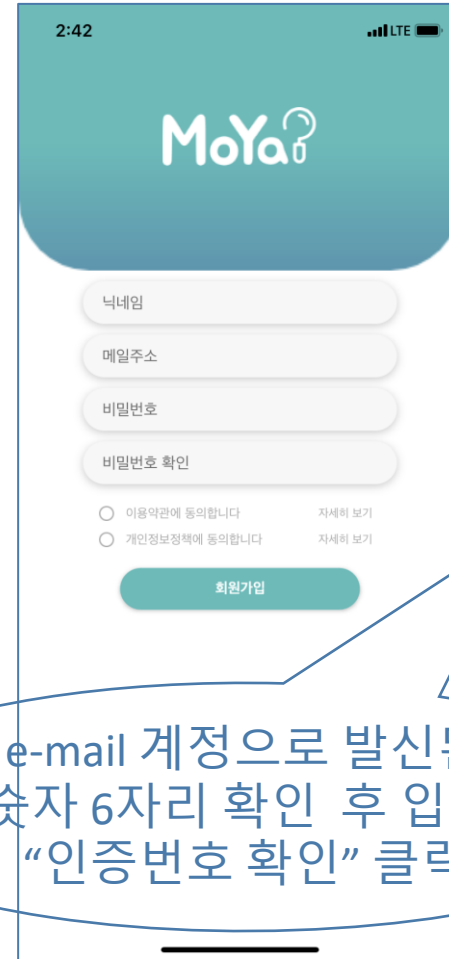 2:42 LTE
MoYa?
닉네임
메일주소
비밀번호
비밀번호 확인
이용약관에 동의합니다 자세히 보기
개인정보정책에 동의합니다 자세히 보기
회원가입
e-mail 계정으로 발신
숫자 6자리 확인 후 입
“인증번호 확인” 클릭